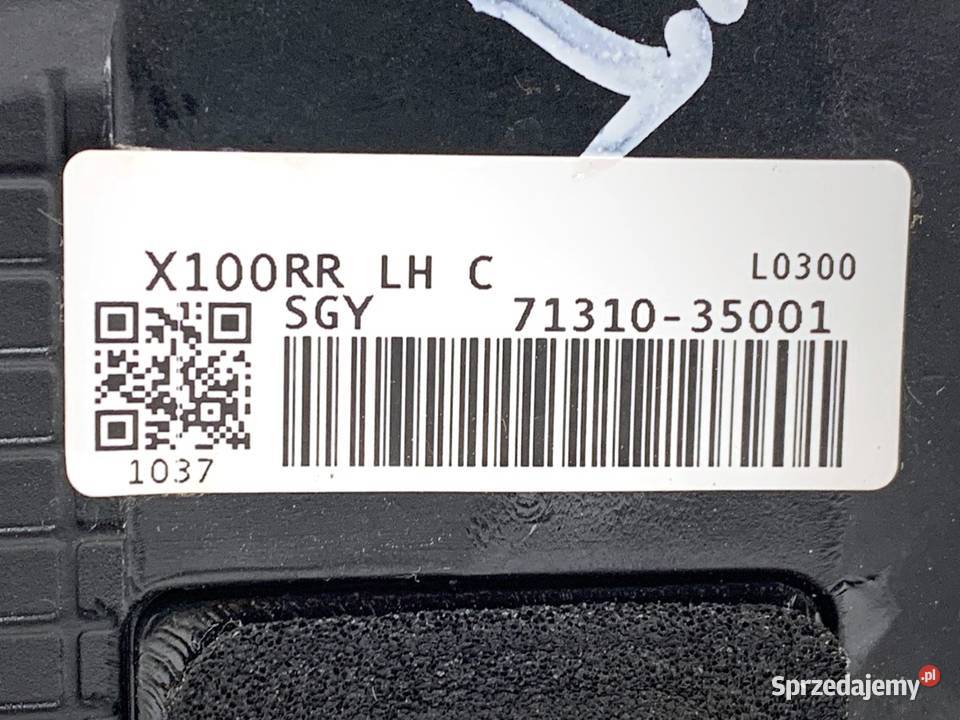 X100RR LH C L0300
SGY 71310-35001
1037
Sprzedajemy.pl